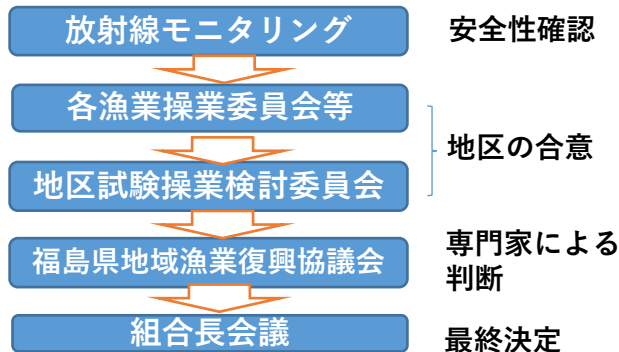 放射線モニタリング
安全性確認
各漁業操業委員会等
地区の合意
地区試験操業検討委員会
福島県地域漁業復興協議会
専門家による
判断
組合長会議
最終決定